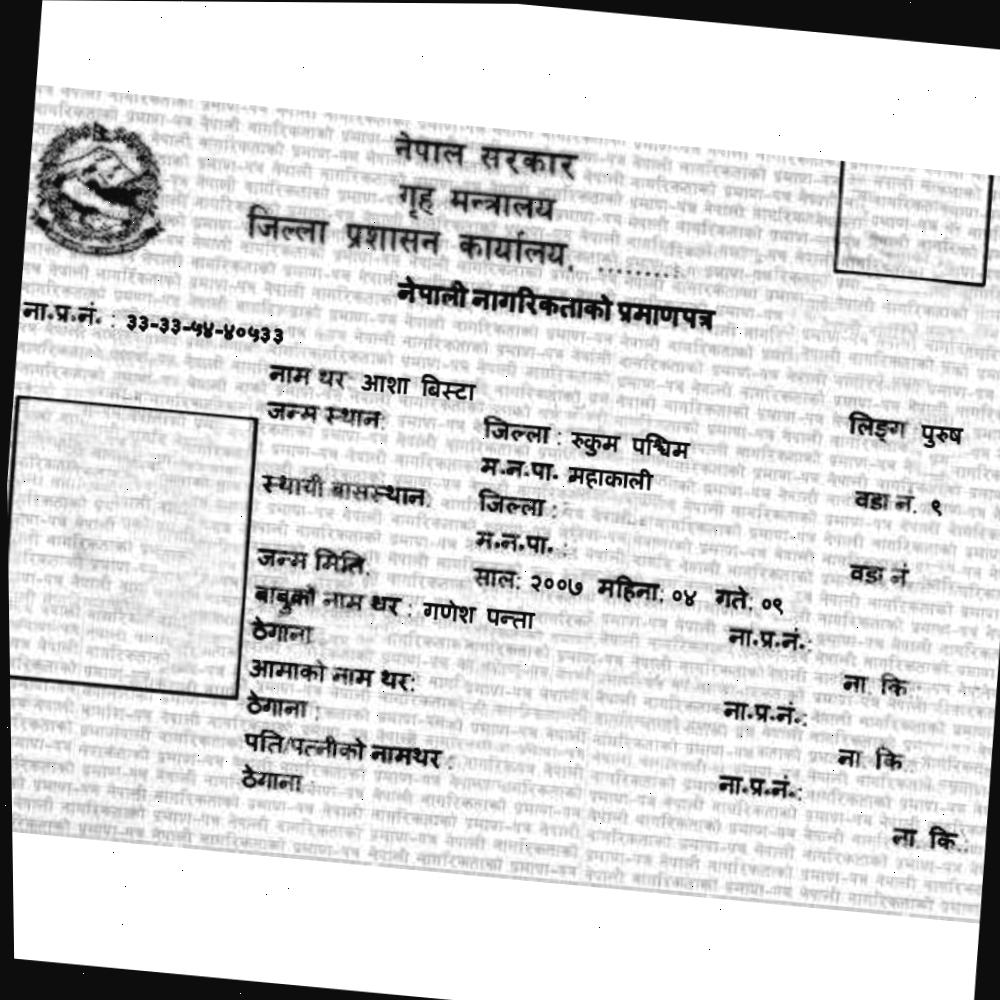 नेपाल सरकार
गृह मन्त्रालय
जिल्ला प्रशासन कार्यालय, .........
नेपाली नागरिकताको प्रमाणपत्र
ना.प्र.नं. : ३३-३३-५४-४०५३३
नाम थर: आशा बिस्टा
लिङ्ग पुरुष
जन्म स्थान: जिल्ला : रुकुम पश्चिम
म.न.पा. महाकाली वडा नं. ९
स्थायी बासस्थान: जिल्ला :
म.न.पा. : वडा नं.
जन्म मिति: साल: २००७ महिना: ०४ गते: ०९
बाबुको नाम थर : गणेश पन्ता ना.प्र.नं.:
ठेगाना : ना. कि.:
आमाको नाम थर: ना.प्र.नं.:
ठेगाना : ना. कि.:
पति/पत्नीको नामथर : ना.प्र.नं.:
ठेगाना : ना. कि.: